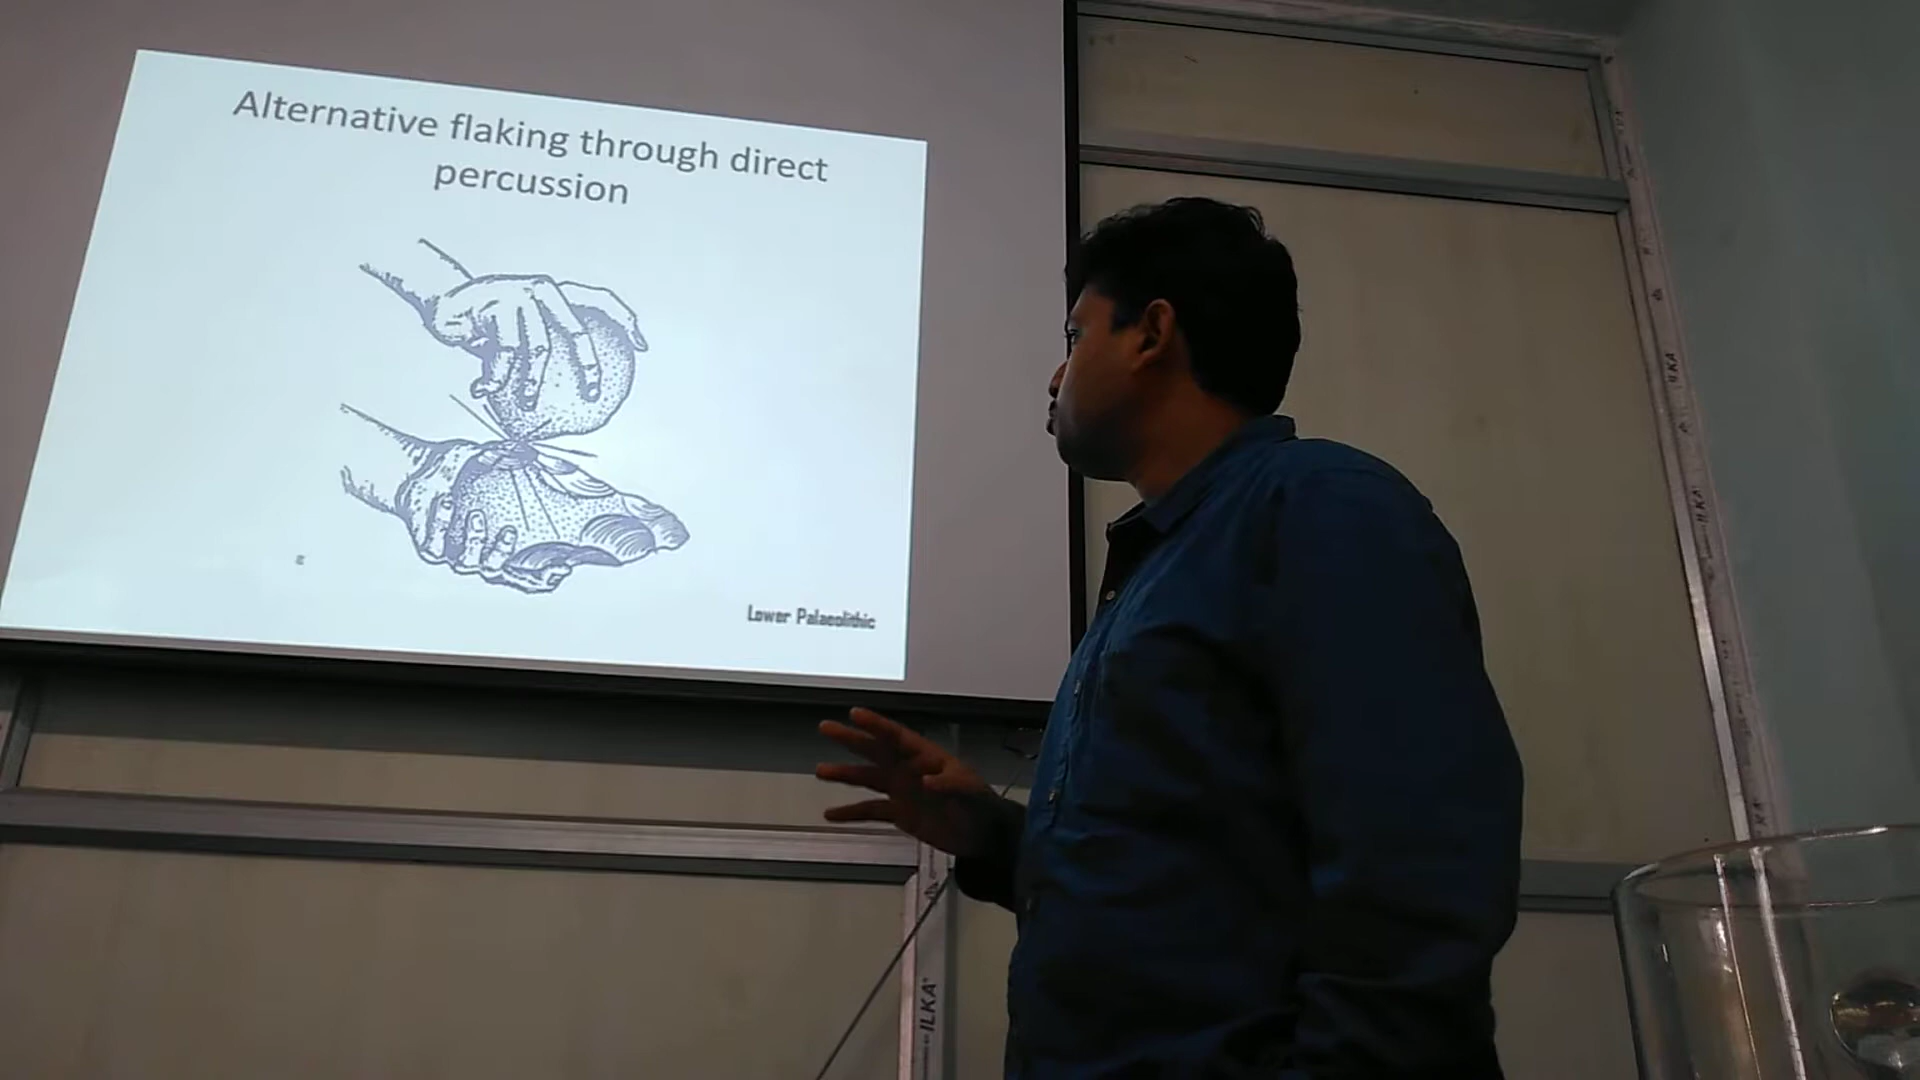 Alternative flaking through direct
percussion
Lower Palaeolithic
ILKA
ILKA
ILKA